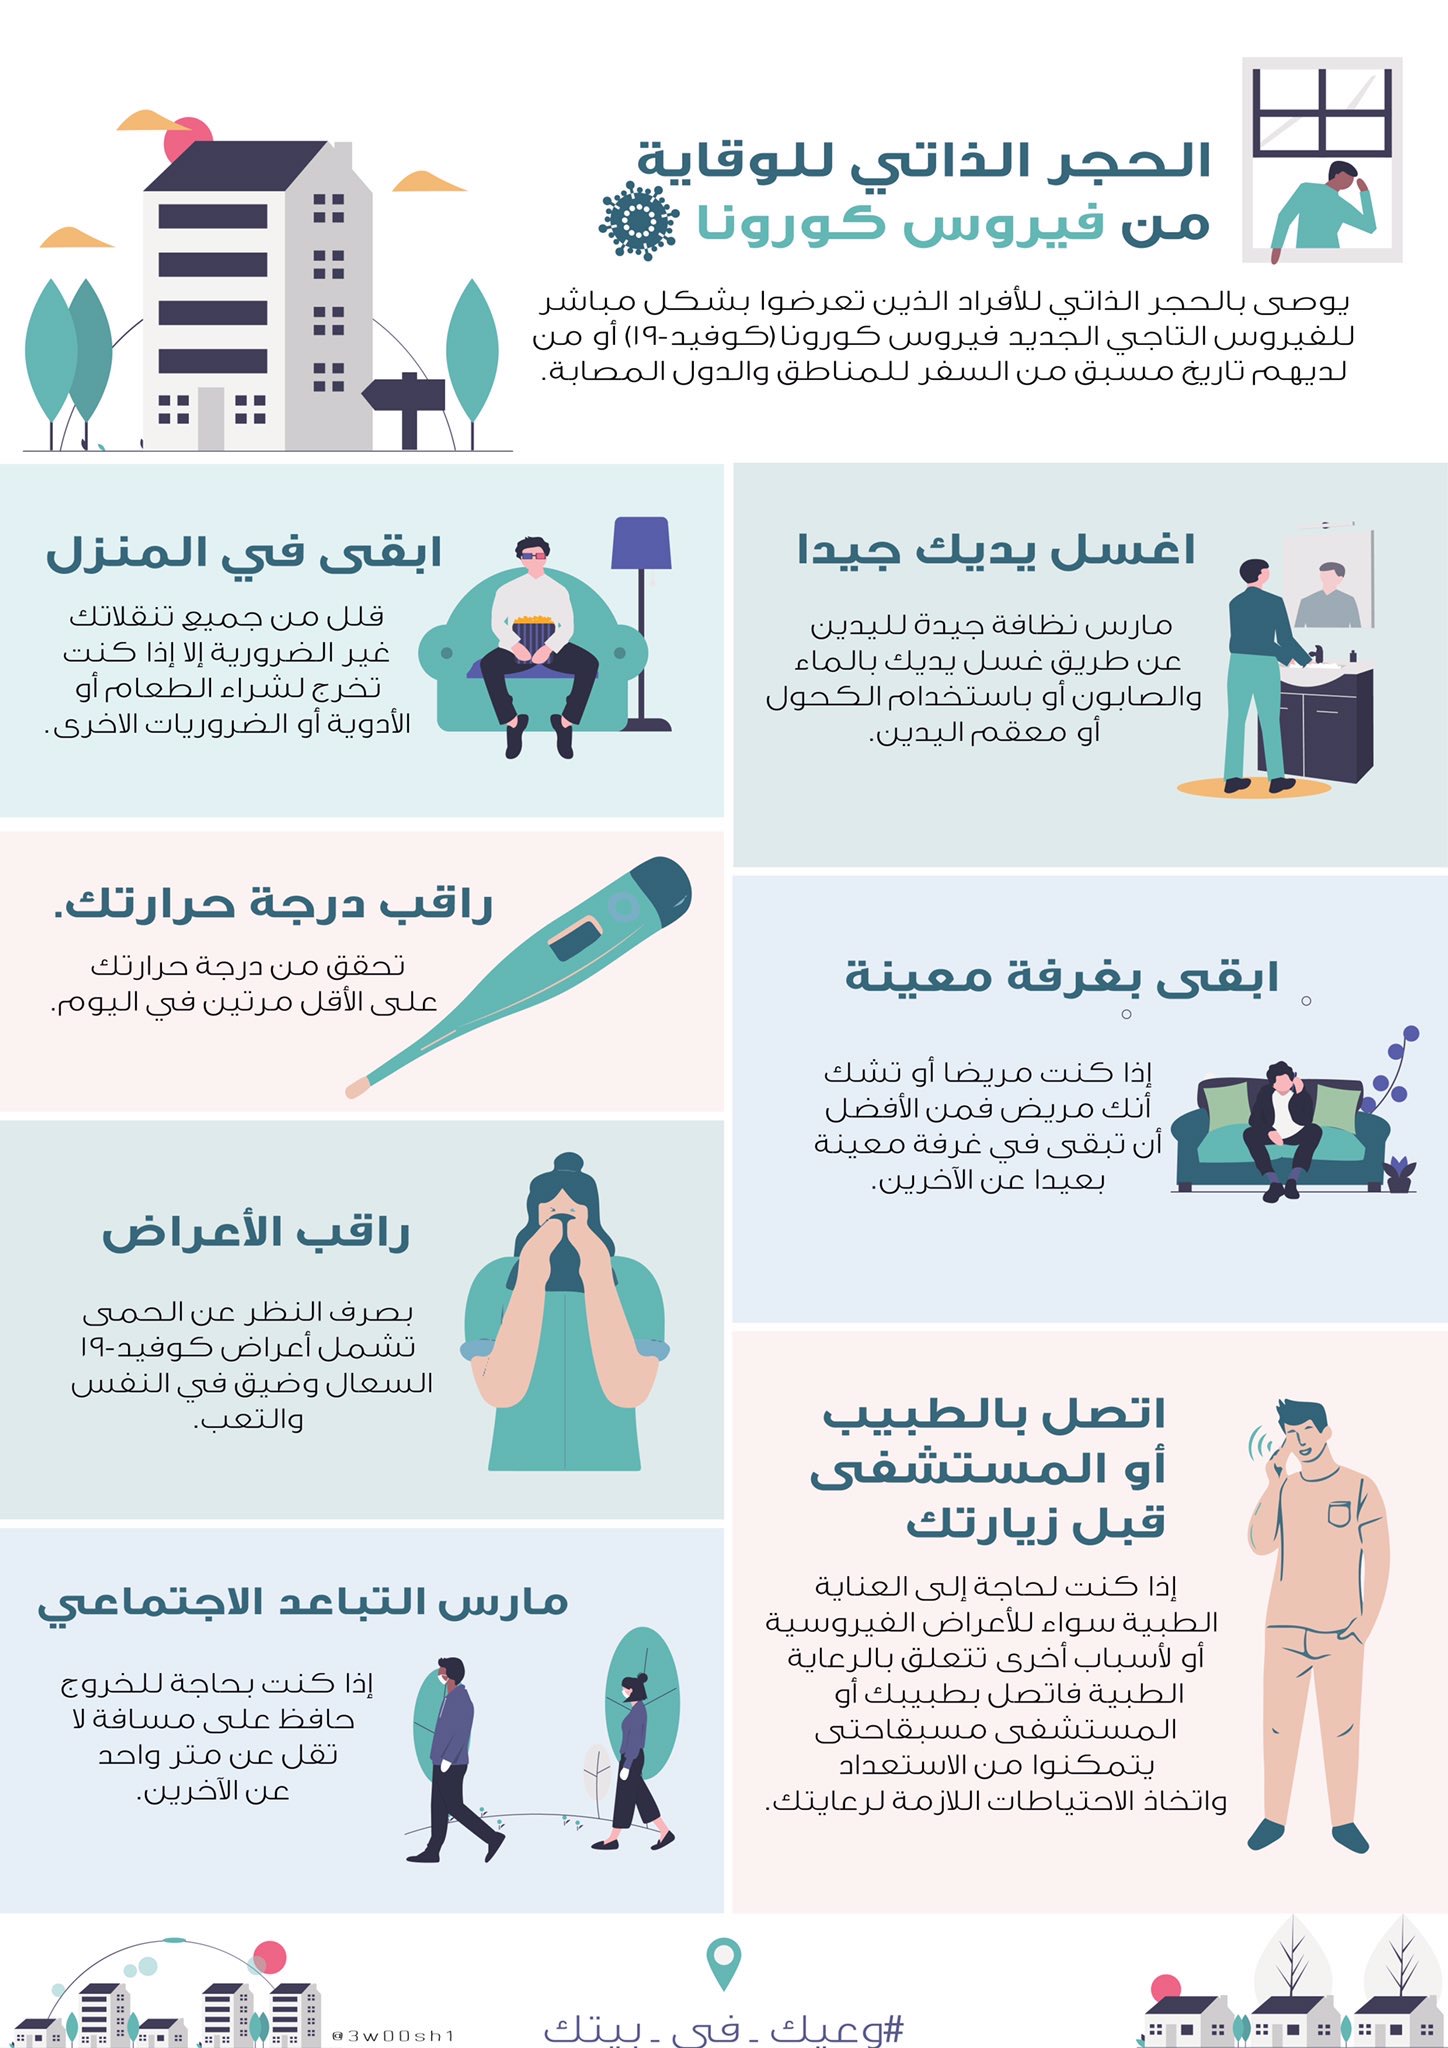 الحجر الذاتي للوقاية
من فيروس كورونا
يوصى بالحجر الذاتي للأفراد الذين تعرضوا بشكل مباشر
للفيروس التاجي الجديد فيروس كورونا (كوفيد-١٩) أو من
لديهم تاريخ مسبق من السفر للمناطق والدول المصابة.
اغسل يديك جيدا
مارس نظافة جيدة لليدين
عن طريق غسل يديك بالماء
والصابون أو باستخدام الكحول
أو معقم اليدين.
ابقى في المنزل
قلل من جميع تنقلاتك
غير الضرورية إلا إذا كنت
تخرج لشراء الطعام أو
الأدوية أو الضروريات الاخرى.
راقب درجة حرارتك.
تحقق من درجة حرارتك
على الأقل مرتين في اليوم.
ابقى بغرفة معينة
إذا كنت مريضا أو تشك
أنك مريض فمن الأفضل
أن تبقى في غرفة معينة
بعيدا عن الآخرين.
راقب الأعراض
بصرف النظر عن الحمى
تشمل أعراض كوفيد-١٩
السعال وضيق في النفس
والتعب.
اتصل بالطبيب
أو المستشفى
قبل زيارتك
إذا كنت لحاجة إلى العناية
الطبية سواء للأعراض الفيروسية
أو لأسباب أخرى تتعلق بالرعاية
الطبية فاتصل بطبيبك أو
المستشفى مسبقاحتى
يتمكنوا من الاستعداد
واتخاذ الاحتياطات اللازمة لرعايتك.
مارس التباعد الاجتماعي
إذا كنت بحاجة للخروج
حافظ على مسافة لا
تقل عن متر واحد
عن الآخرين.
#وعيك_في_بيتك
@3w00sh1